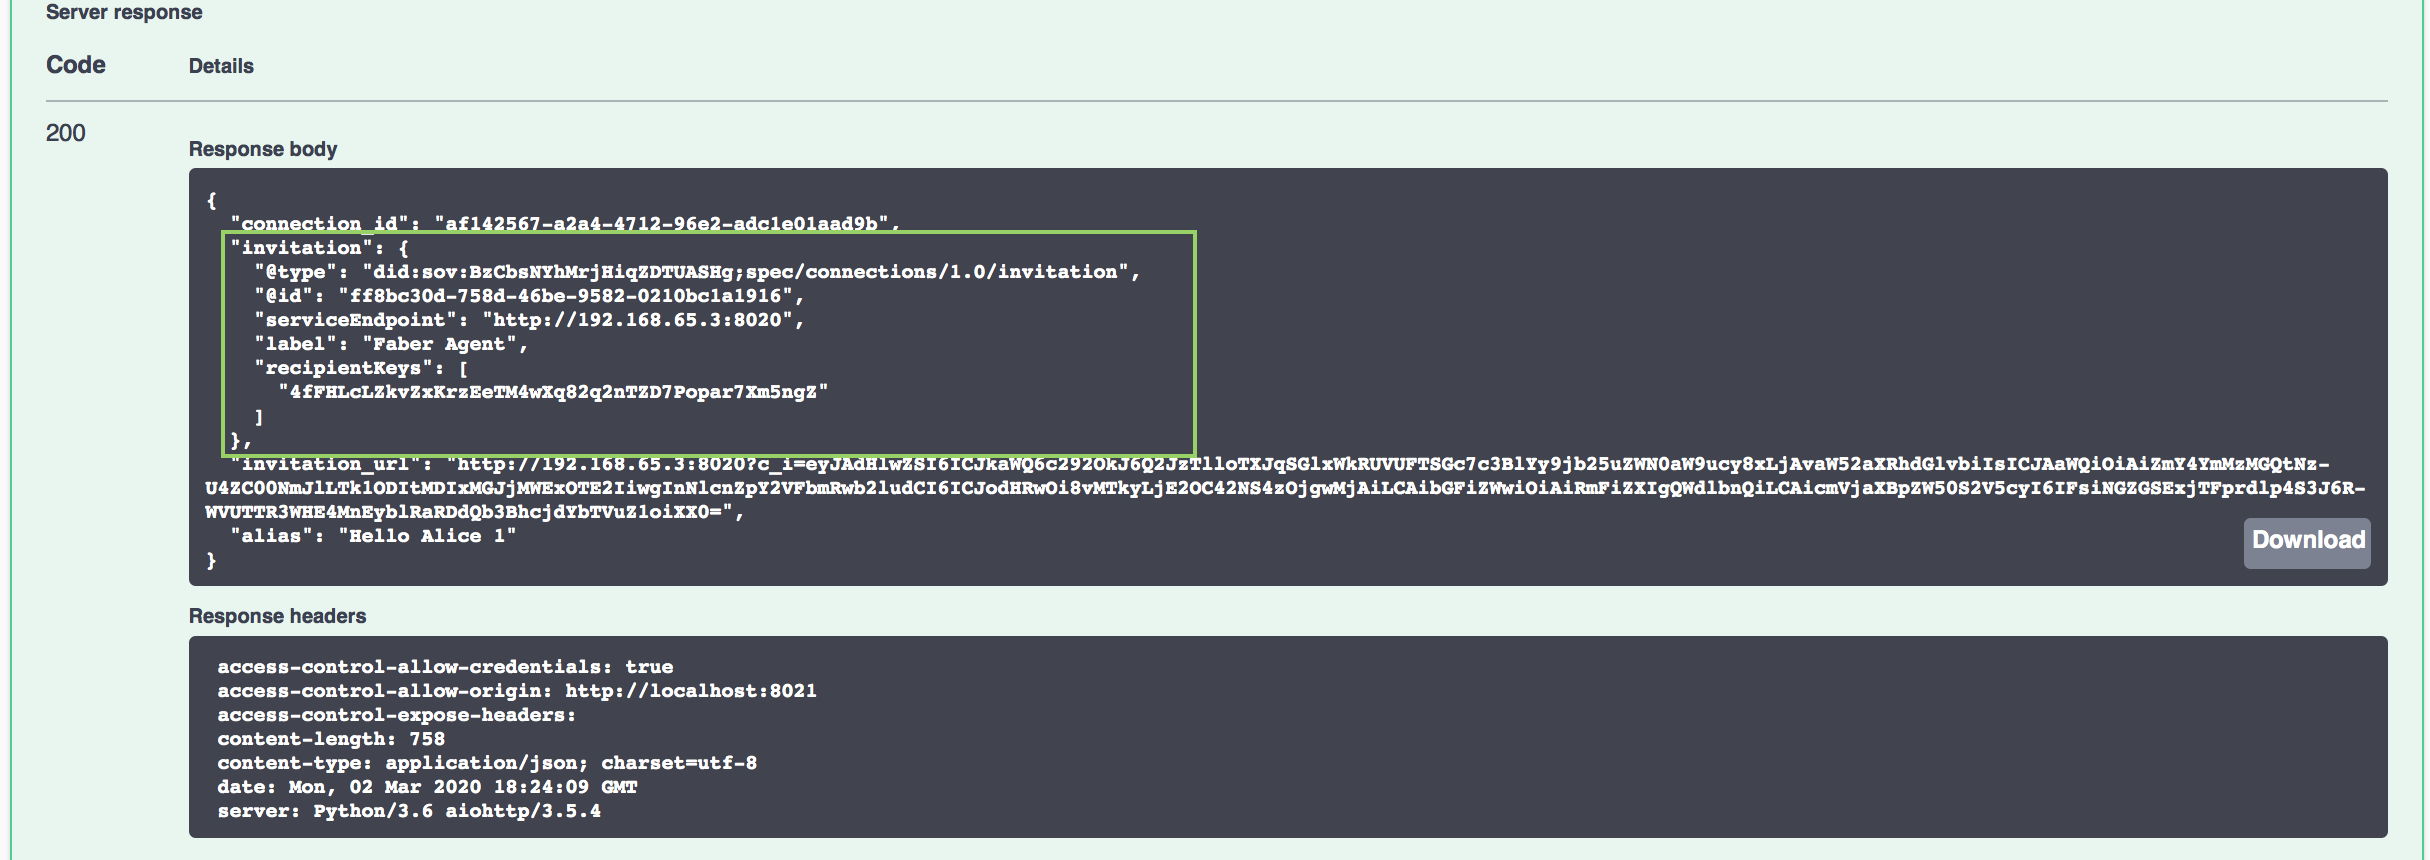 Server response
Code Details
200
Response body
{
"connection_id": "af142567-a2a4-4712-96e2-adc1e01aad9b",
"invitation": {
"@type": "did:sov:BzCbsNYhMrjHiqZDTUASHg;spec/connections/1.0/invitation",
"@id": "ff8bc30d-758d-46be-9582-0210bc1a1916",
"serviceEndpoint": "http://192.168.65.3:8020",
"label": "Faber Agent",
"recipientKeys": [
"4fFHLcLZkvZxKrzEeTM4wXq82q2nTZD7Popar7Xm5ngZ"
]
},
"invitation_url": "http://192.168.65.3:8020?c_i=eyJAdHlwZSI6ICJkaWQ6c292OkJ6Q2JzTlloTXJqSGlxWkRUVUFTSGc7c3BlYy9jb25uZWN0aW9ucy8xLjAvaW52aXRhdGlvbiIsICJAaWQiOiAiZmY4YmMzMGQtNz-
U4ZC00NmJlLTk1ODItMDIxMGJjMWExOTE2IiwgInNlcnZpY2VFbmRwb2ludCI6ICJodHRwOi8vMTkyLjE2OC42NS4zOjgwMjAiLCAibGFiZWwiOiAiRmFiZXIgQWdlbnQiLCAicmVjaXBpZW50S2V5cyI6IFsiNGZGSExjTFprdlp4S3J6R-
WVUTTR3WHE4MnEyblRaRDdQb3BhcjdYbTVuZ1oiXX0=",
"alias": "Hello Alice 1"
}
Download
Response headers
access-control-allow-credentials: true
access-control-allow-origin: http://localhost:8021
access-control-expose-headers:
content-length: 758
content-type: application/json; charset=utf-8
date: Mon, 02 Mar 2020 18:24:09 GMT
server: Python/3.6 aiohttp/3.5.4